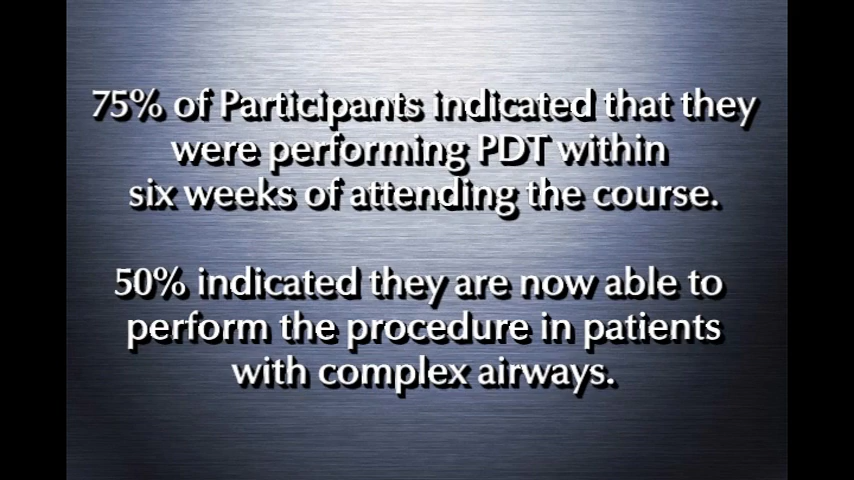 75% of Participants indicated that they
were performing PDT within
six weeks of attending the course.
50% indicated they are now able to
perform the procedure in patients
with complex airways.